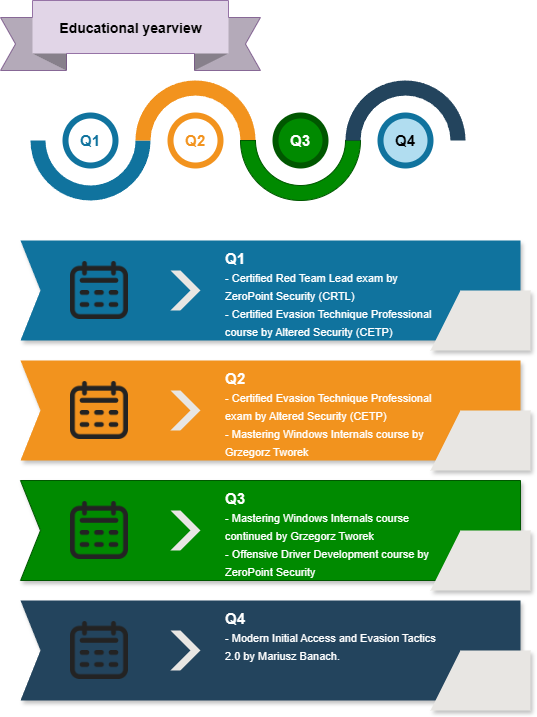 Educational yearview
Q1
Q2
Q3
Q4
Q1
- Certified Red Team Lead exam by
ZeroPoint Security (CRTL)
- Certified Evasion Technique Professional
course by Altered Security (CETP)
Q2
- Certified Evasion Technique Professional
exam by Altered Security (CETP)
- Mastering Windows Internals course by
Grzegorz Tworek
Q3
- Mastering Windows Internals course
continued by Grzegorz Tworek
- Offensive Driver Development course by
ZeroPoint Security
Q4
- Modern Initial Access and Evasion Tactics
2.0 by Mariusz Banach.